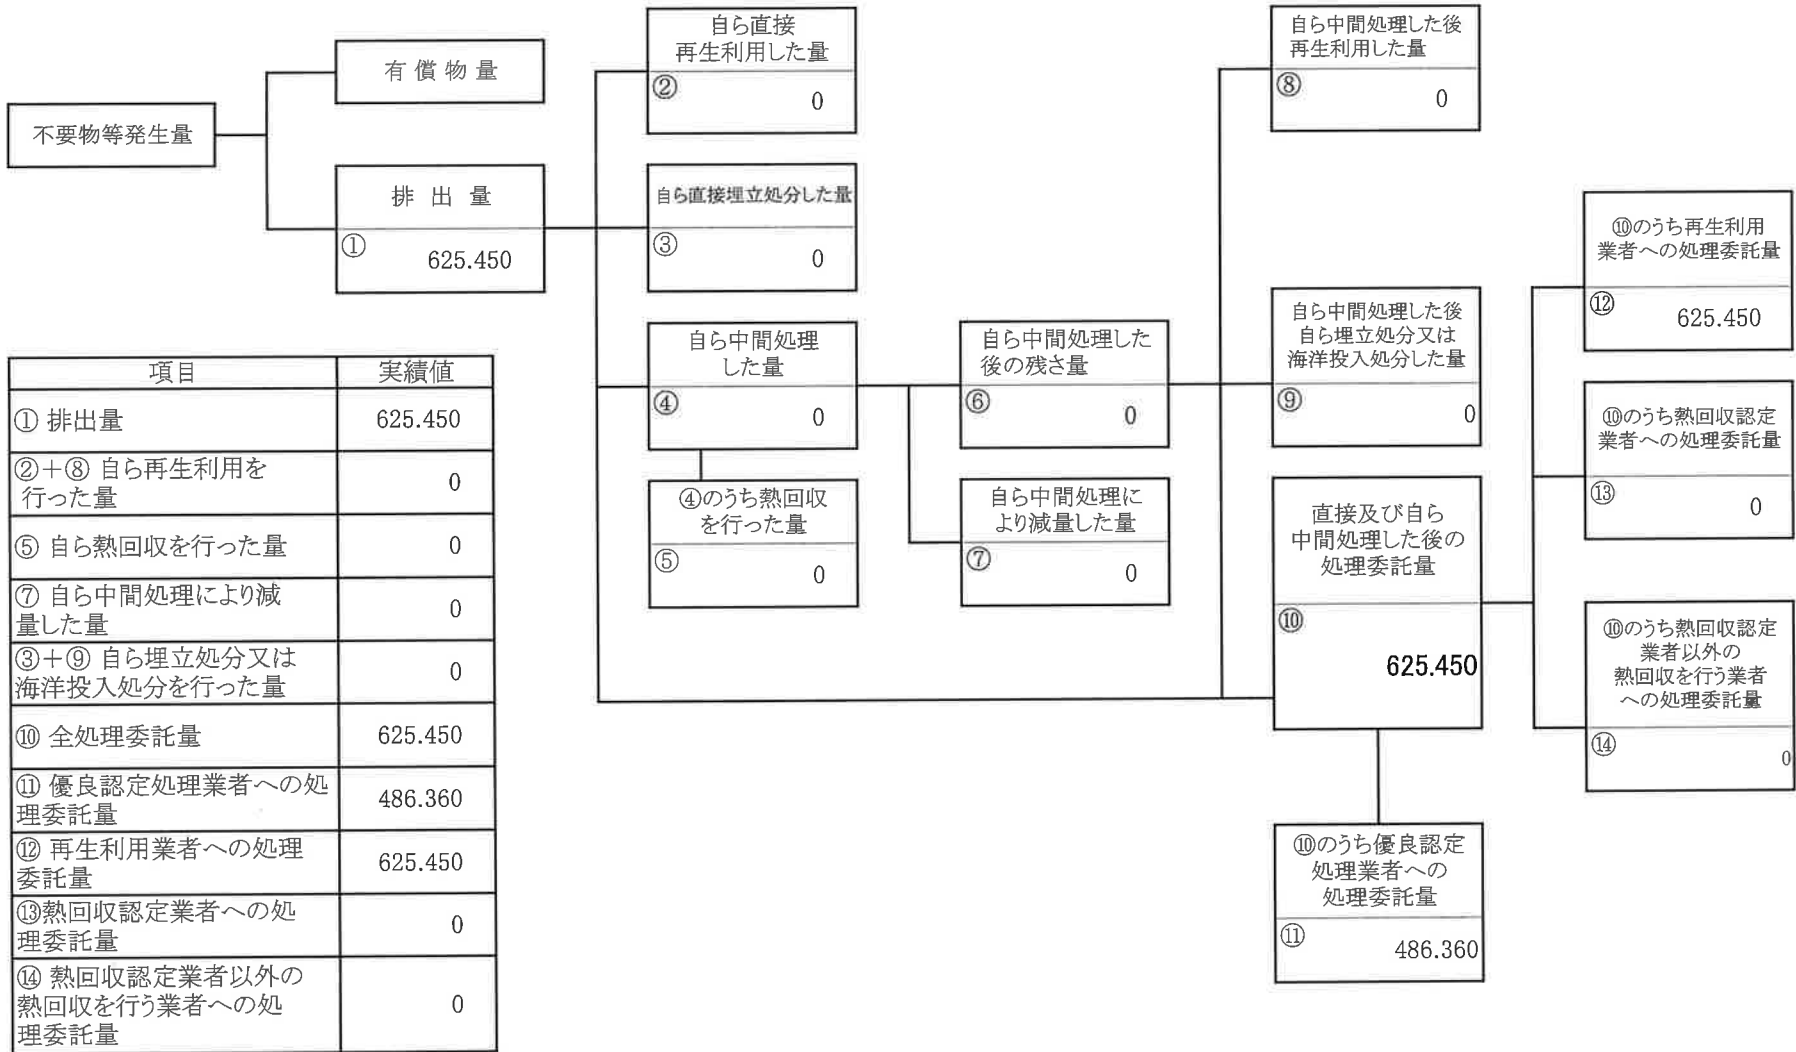 不要物等発生量
有償物量
排出量
①
625.450
自ら直接
再生利用した量
②
0
自ら直接埋立処分した量
③
0
自ら中間処理
した量
④
0
④のうち熱回収
を行った量
⑤
0
自ら中間処理した
後の残さ量
⑥
0
自ら中間処理に
より減量した量
⑦
0
自ら中間処理した後
再生利用した量
⑧
0
自ら中間処理した後
自ら埋立処分又は
海洋投入処分した量
⑨
0
直接及び自ら
中間処理した後の
処理委託量
⑩
625.450
⑩のうち優良認定
処理業者への
処理委託量
⑪
486.360
⑩のうち再生利用
業者への処理委託量
⑫
625.450
⑩のうち熱回収認定
業者への処理委託量
⑬
0
⑩のうち熱回収認定
業者以外の
熱回収を行う業者
への処理委託量
⑭
0
項目 実績値
① 排出量 625.450
②+⑧ 自ら再生利用を
行った量 0
⑤ 自ら熱回収を行った量 0
⑦ 自ら中間処理により減
量した量 0
③+⑨ 自ら埋立処分又は
海洋投入処分を行った量 0
⑩ 全処理委託量 625.450
⑪ 優良認定処理業者への処
理委託量 486.360
⑫ 再生利用業者への処理
委託量 625.450
⑬熱回収認定業者への処
理委託量 0
⑭ 熱回収認定業者以外の
熱回収を行う業者への処
理委託量 0